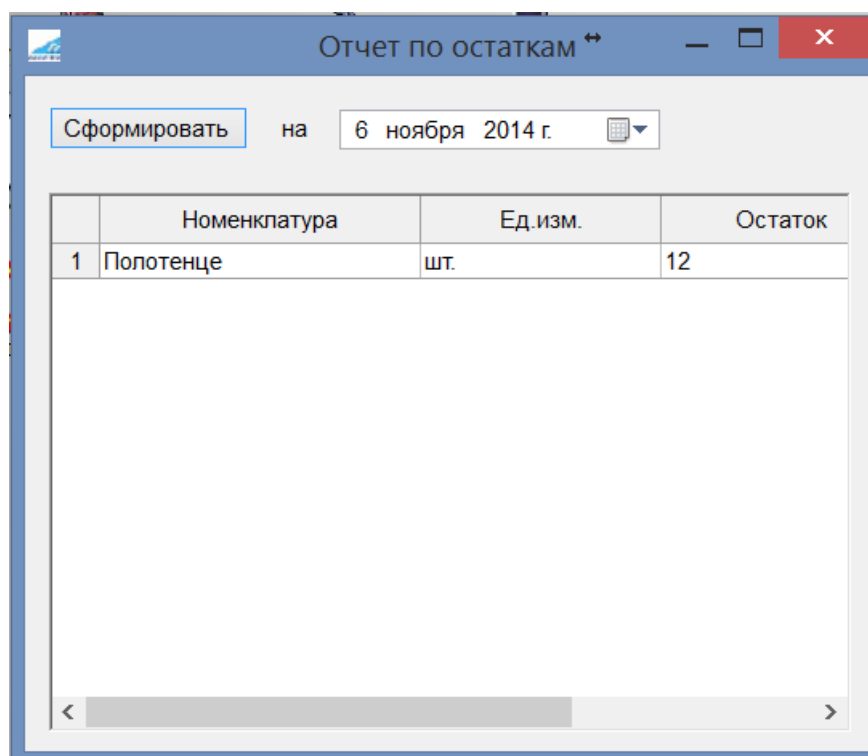 Отчет по остаткам
Сформировать на 6 ноября 2014 г.
Номенклатура Ед.изм. Остаток
1 Полотенце шт. 12